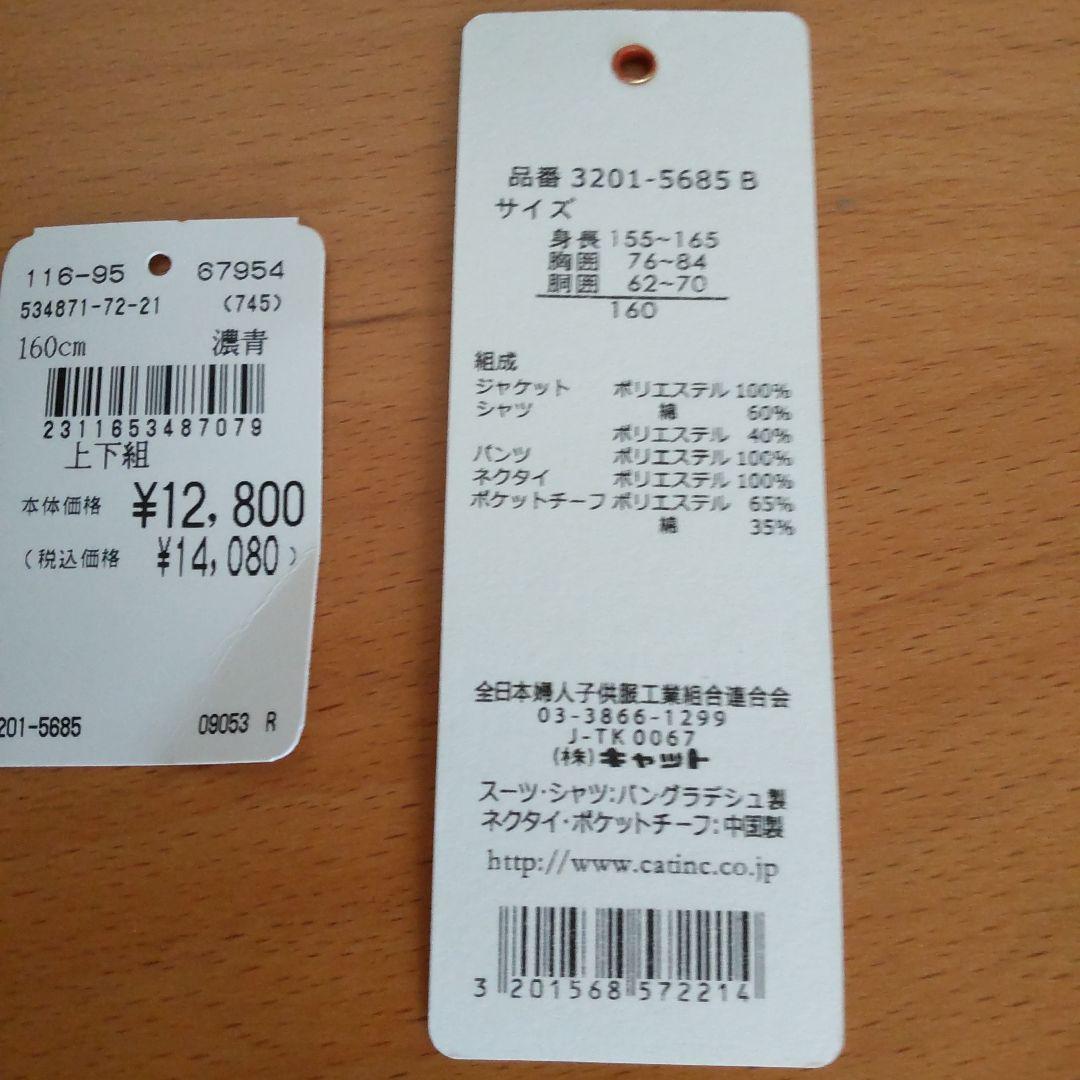 116-95 67954
534871-72-21 (745)
160cm 濃青
2311653487079
上下組
本体価格 ¥12,800
(税込価格 ¥14,080)
201-5685 09053 R
品番 3201-5685 B
サイズ
身長 155~165
胸囲 76~84
胴囲 62~70
160
組成
ジャケット ポリエステル 100%
シャツ 綿 60%
ポリエステル 40%
パンツ ポリエステル 100%
ネクタイ ポリエステル 100%
ポケットチーフ ポリエステル 65%
綿 35%
全日本婦人子供服工業組合連合会
03-3866-1299
J-TK0067
(株)キャット
スーツ・シャツ:バングラデシュ製
ネクタイ・ポケットチーフ:中国製
http://www.catinc.co.jp
3 201568 572214